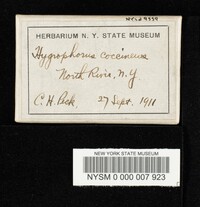 HERBARIUM N. Y. STATE MUSEUM
Hygrophorus coccineus
North River, N.Y.
C. H. Peck. 27 Sept. 1911
NEW YORK STATE MUSEUM
NYSM 0 000 007 923